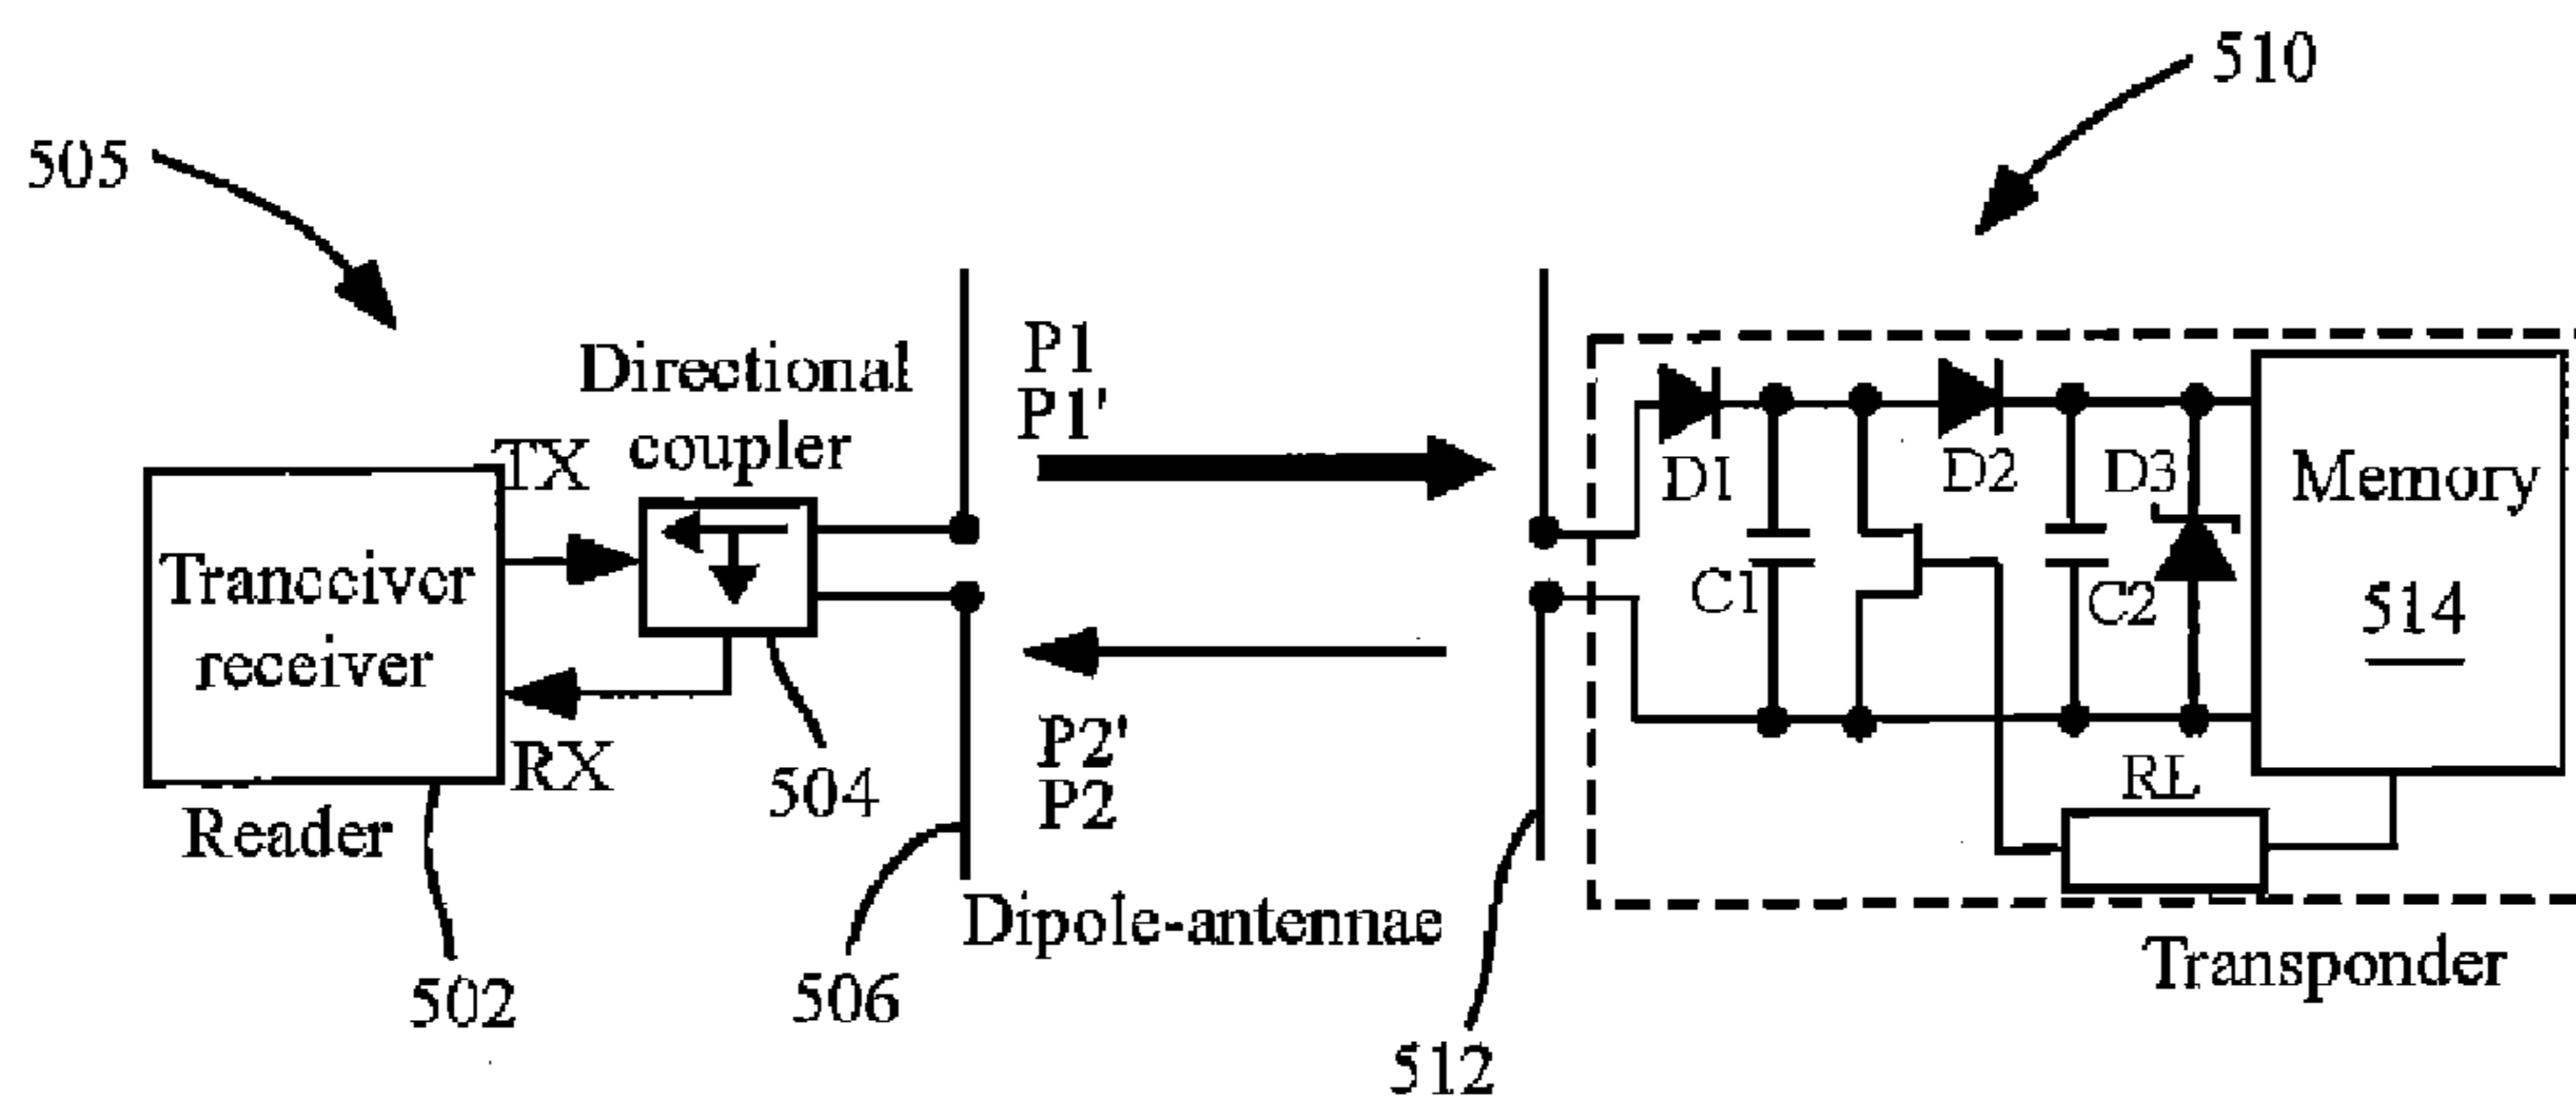 510
505
P1
P1'
Directional
coupler
TX
Tranceiver
receiver
RX
Reader
504
P2'
P2
502
506
Dipole-antennae
512
D1
C1
D2
D3
C2
Memory
514
RL
Transponder